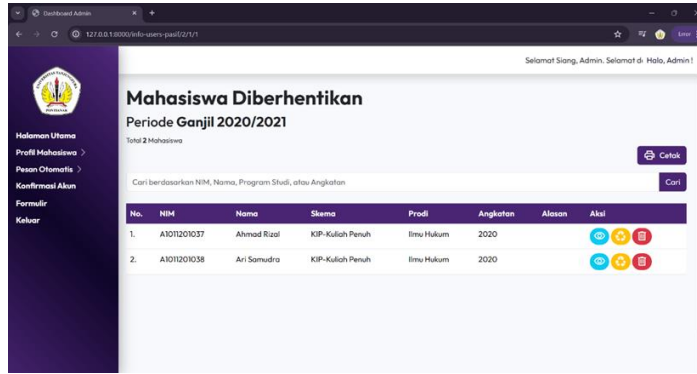 Dashboard Admin
127.0.0.1:8000/info-users-pasif/2/1/1
Error
Selamat Siang, Admin. Selamat di Halo, Admin!
Mahasiswa Diberhentikan
Periode Ganjil 2020/2021
Total 2 Mahasiswa
Halaman Utama
Profil Mahasiswa >
Pesan Otomatis >
Konfirmasi Akun
Formulir
Keluar
Cetak
Cari berdasarkan NIM, Nama, Program Studi, atau Angkatan Cari
No. NIM Nama Skema Prodi Angkatan Alasan Aksi
1. A1011201037 Ahmad Rizal KIP-Kuliah Penuh Ilmu Hukum 2020
2. A1011201038 Ari Samudra KIP-Kuliah Penuh Ilmu Hukum 2020